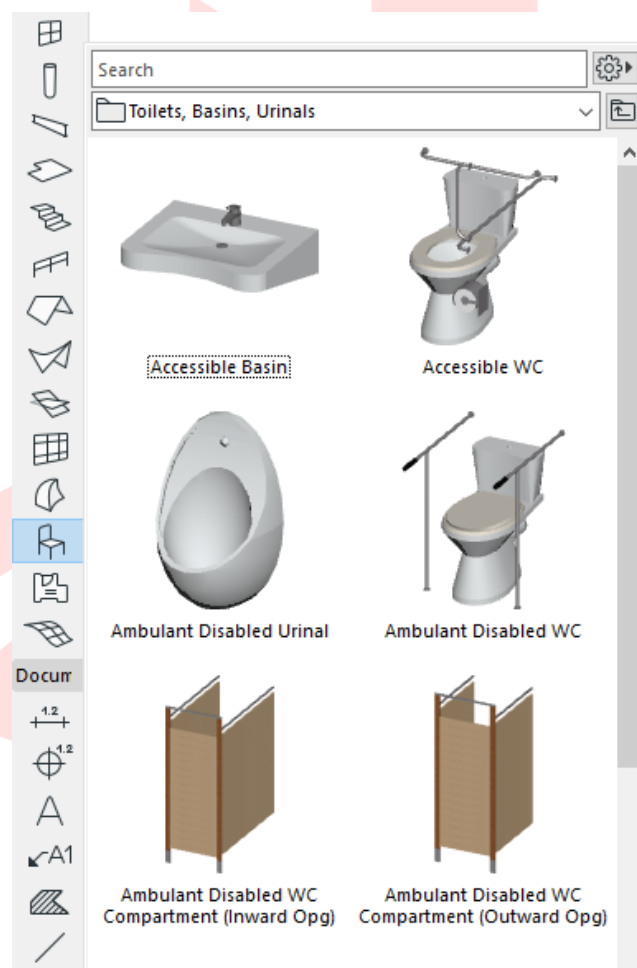 Search
Toilets, Basins, Urinals
Accessible Basin
Accessible WC
Ambulant Disabled Urinal
Ambulant Disabled WC
Docum
1.2
1.2
A
A1
Ambulant Disabled WC
Compartment (Inward Opg)
Ambulant Disabled WC
Compartment (Outward Opg)